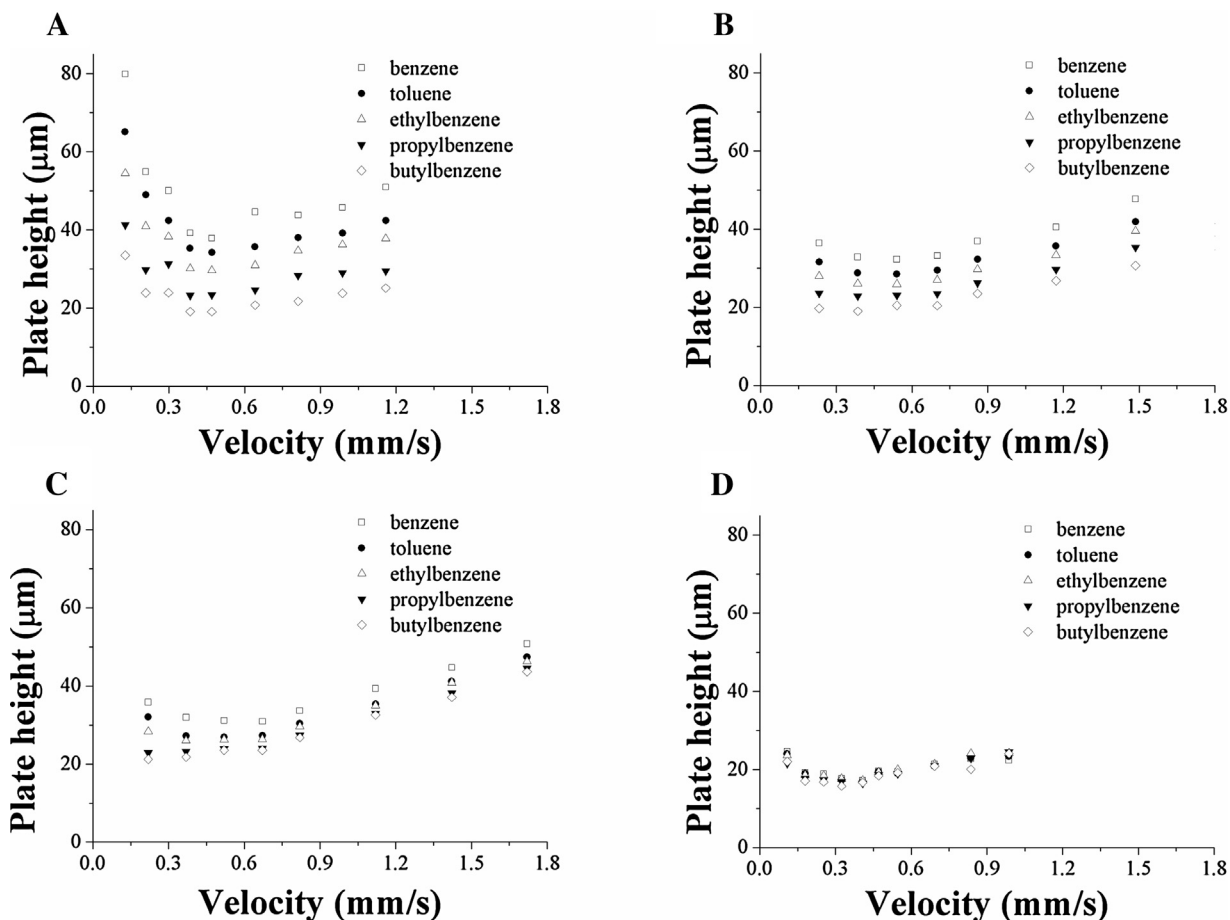 A
benzene
toluene
ethylbenzene
propylbenzene
butylbenzene
Plate height (μm)
80
60
40
20
0
0.0 0.3 0.6 0.9 1.2 1.5 1.8
Velocity (mm/s)
B
benzene
toluene
ethylbenzene
propylbenzene
butylbenzene
Plate height (μm)
80
60
40
20
0
0.0 0.3 0.6 0.9 1.2 1.5 1.8
Velocity (mm/s)
C
benzene
toluene
ethylbenzene
propylbenzene
butylbenzene
Plate height (μm)
80
60
40
20
0
0.0 0.3 0.6 0.9 1.2 1.5 1.8
Velocity (mm/s)
D
benzene
toluene
ethylbenzene
propylbenzene
butylbenzene
Plate height (μm)
80
60
40
20
0
0.0 0.3 0.6 0.9 1.2 1.5 1.8
Velocity (mm/s)